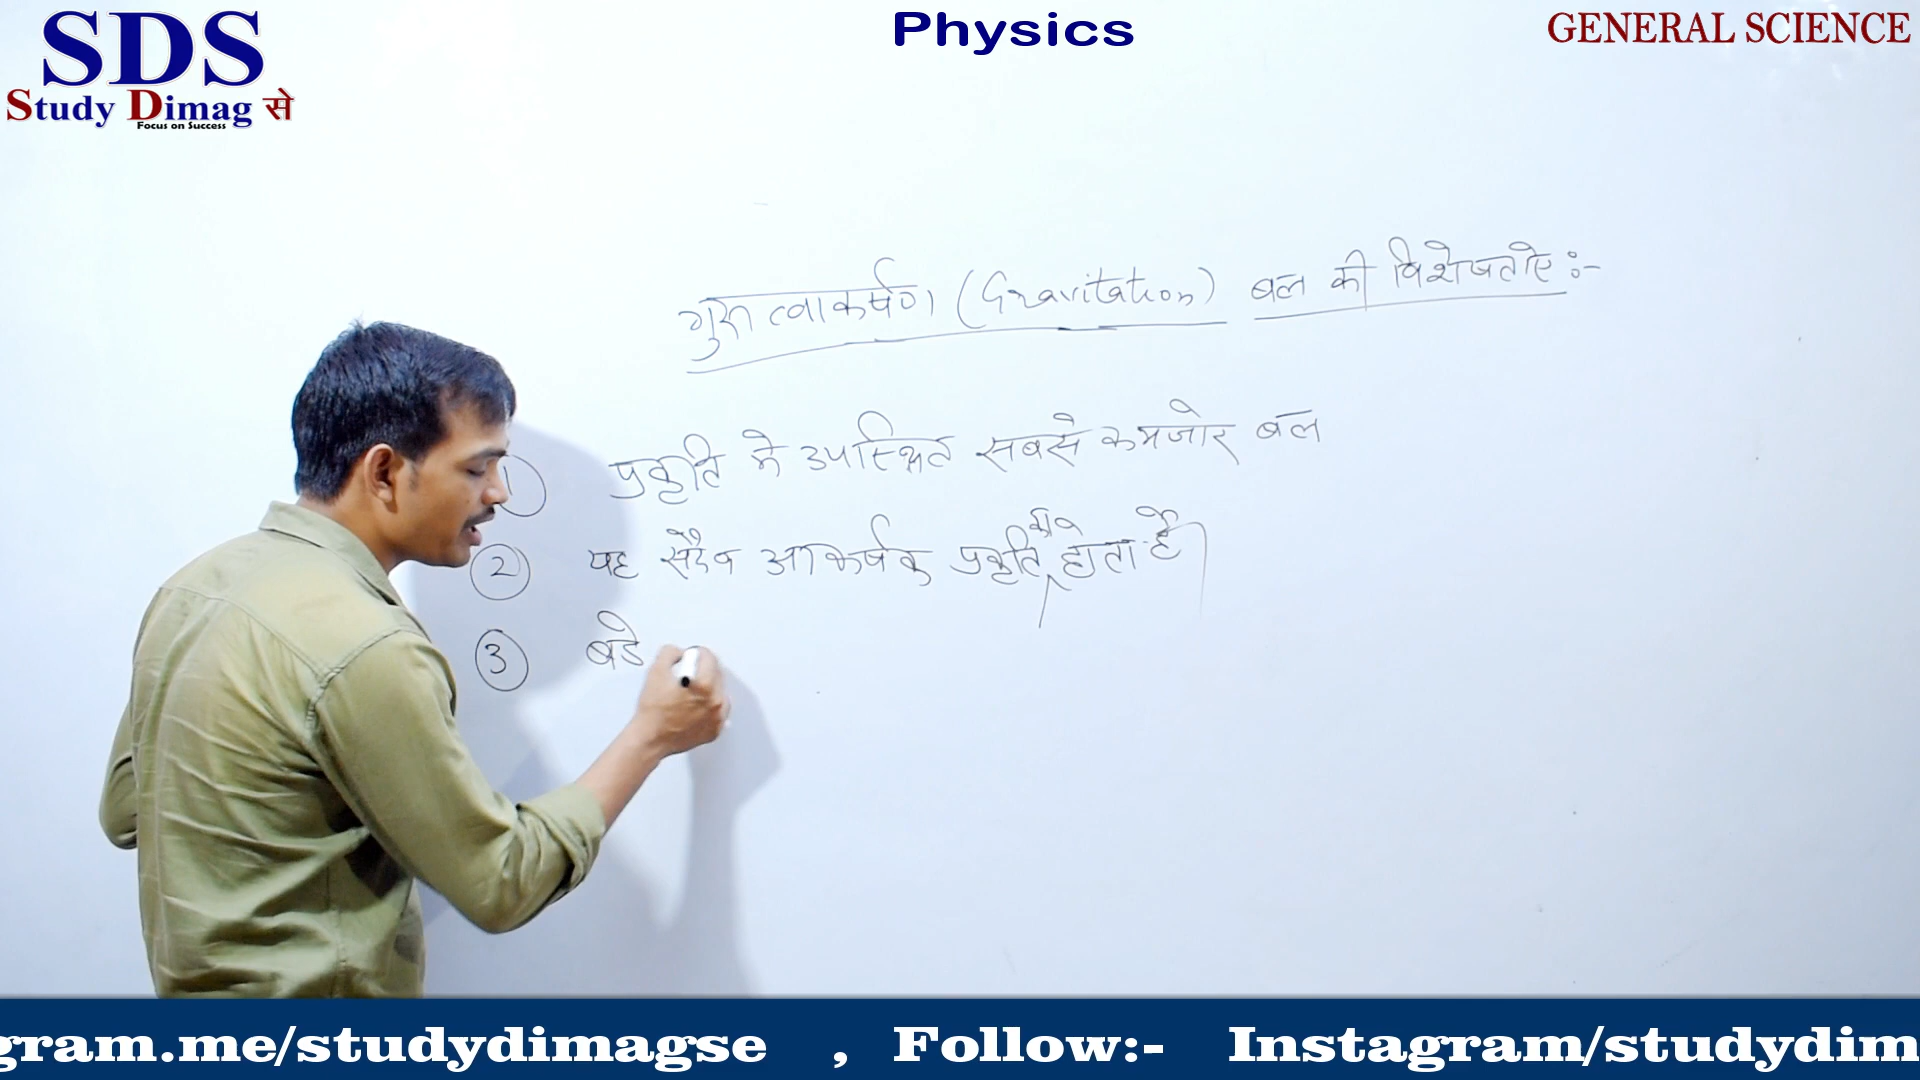 SDS
Physics
GENERAL SCIENCE
Study Dimag से
Focus on Success
गुरुत्वाकर्षण (Gravitation) बल की विशेषताऐ :-
1 प्रकृति मे उपस्थित सबसे कमजोर बल
2 यह सदैव आकर्षक प्रकृति का होता है
3 बडे
gram.me/studydimagse , Follow:- Instagram/studydim